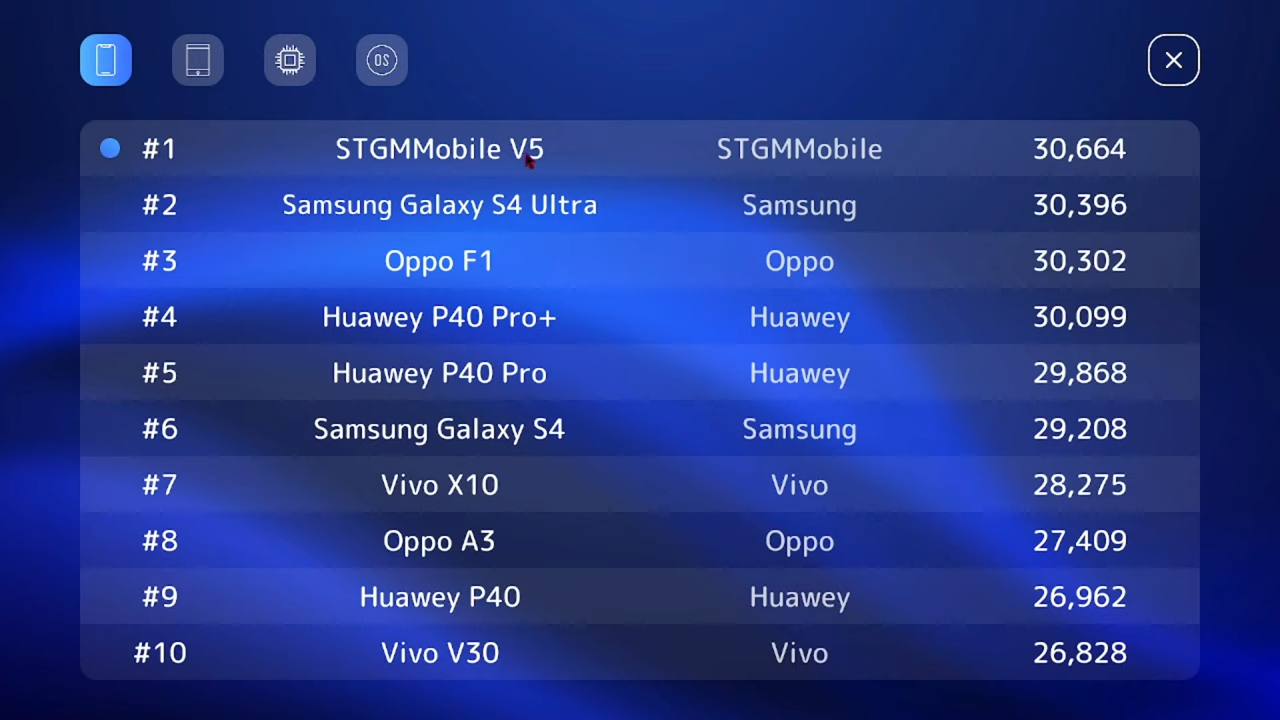 OS
#1 STGMMobile V5 STGMMobile 30,664
#2 Samsung Galaxy S4 Ultra Samsung 30,396
#3 Oppo F1 Oppo 30,302
#4 Huawey P40 Pro+ Huawey 30,099
#5 Huawey P40 Pro Huawey 29,868
#6 Samsung Galaxy S4 Samsung 29,208
#7 Vivo X10 Vivo 28,275
#8 Oppo A3 Oppo 27,409
#9 Huawey P40 Huawey 26,962
#10 Vivo V30 Vivo 26,828